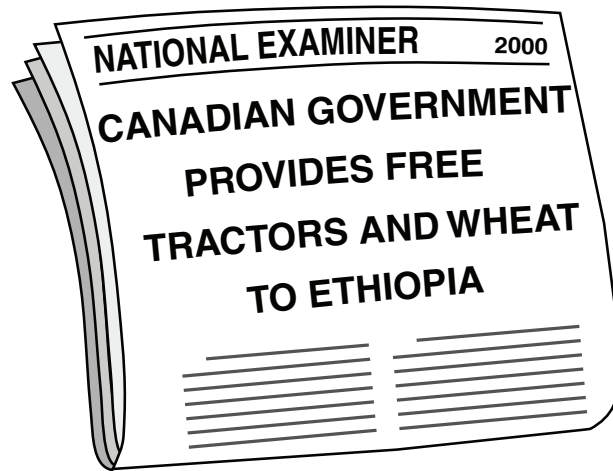 NATIONAL EXAMINER 2000
CANADIAN GOVERNMENT
PROVIDES FREE
TRACTORS AND WHEAT
TO ETHIOPIA